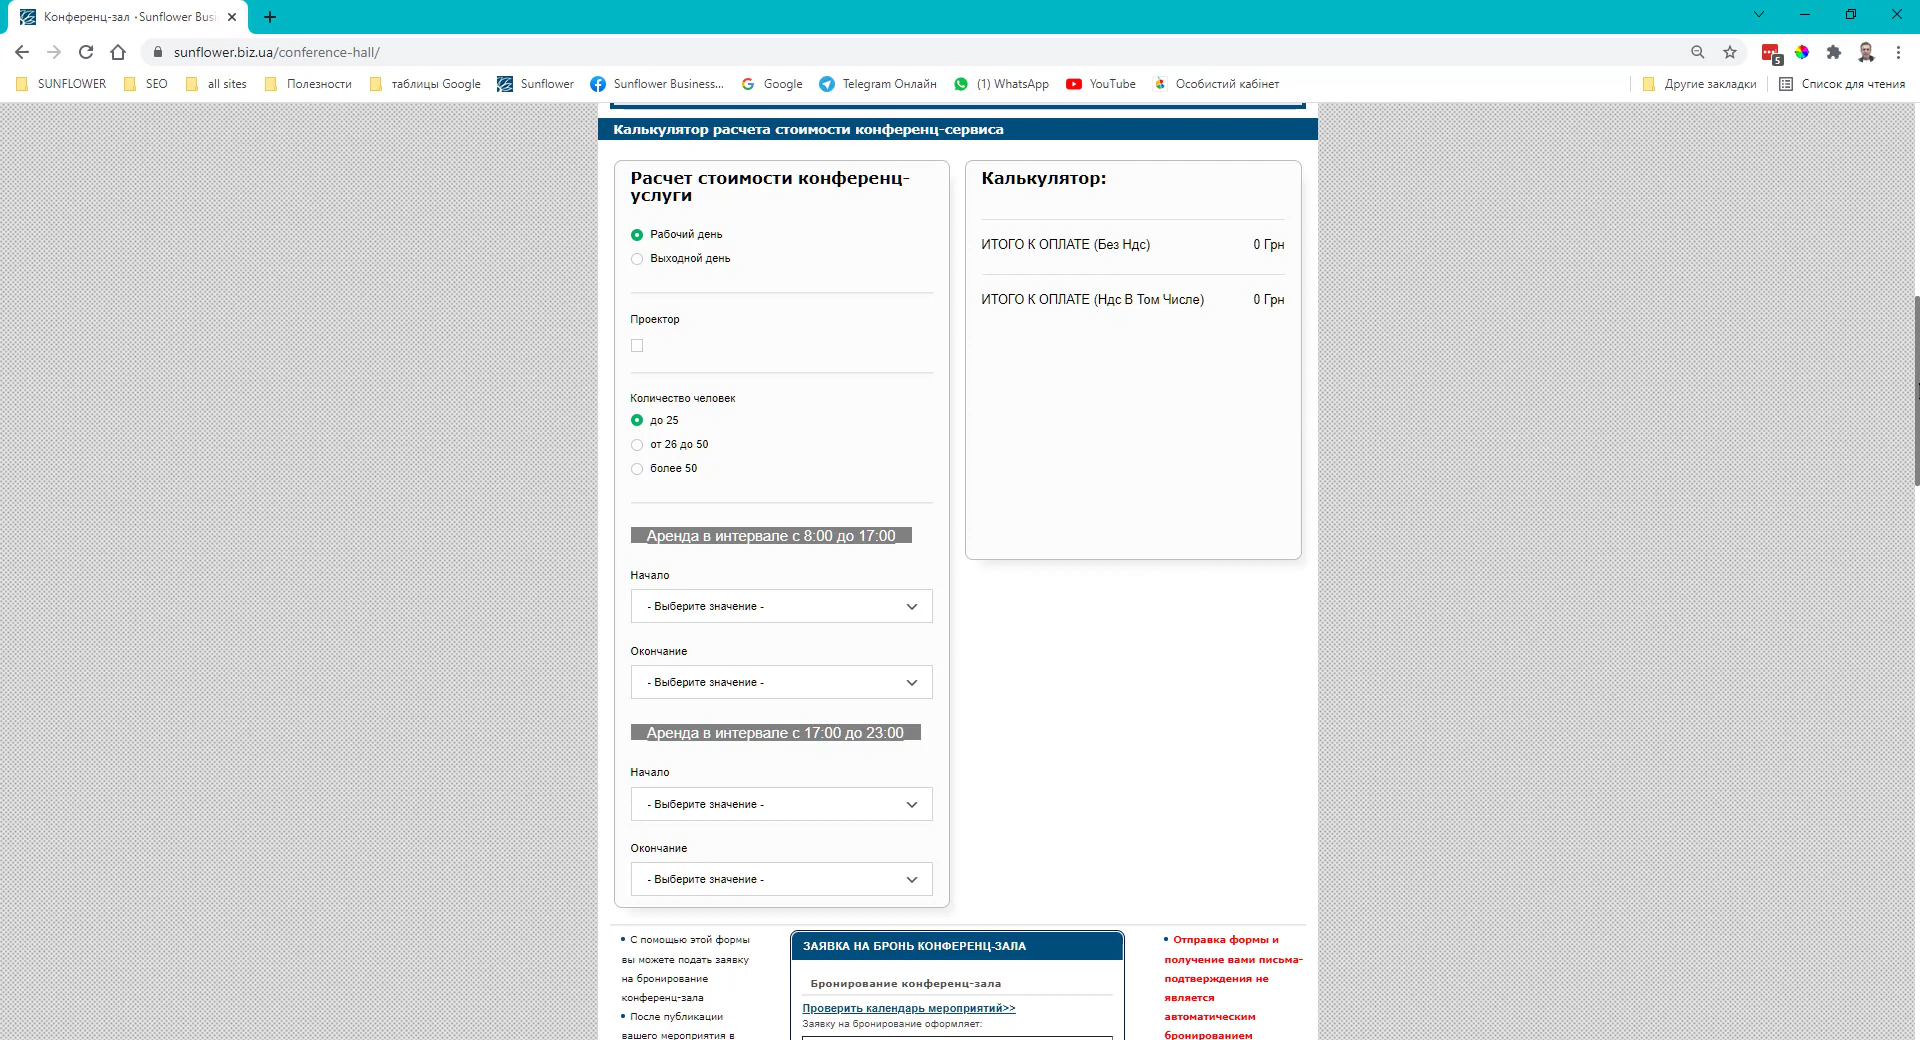 Конференц-зал · Sunflower Busi
sunflower.biz.ua/conference-hall/
5
SUNFLOWER
SEO
all sites
Полезности
таблицы Google
Sunflower
Sunflower Business...
Google
Telegram Онлайн
(1) WhatsApp
YouTube
Особистий кабінет
Другие закладки
Список для чтения
Калькулятор расчета стоимости конференц-сервиса
Расчет стоимости конференц-
услуги
Рабочий день
Выходной день
Проектор
Количество человек
до 25
от 26 до 50
более 50
Аренда в интервале с 8:00 до 17:00
Начало
- Выберите значение -
Окончание
- Выберите значение -
Аренда в интервале с 17:00 до 23:00
Начало
- Выберите значение -
Окончание
- Выберите значение -
Калькулятор:
ИТОГО К ОПЛАТЕ (Без Ндс) 0 Грн
ИТОГО К ОПЛАТЕ (Ндс В Том Числе) 0 Грн
С помощью этой формы
вы можете подать заявку
на бронирование
конференц-зала
После публикации
вашего мероприятия в
ЗАЯВКА НА БРОНЬ КОНФЕРЕНЦ-ЗАЛА
Бронирование конференц-зала
Проверить календарь мероприятий>>
Заявку на бронирование оформляет:
Отправка формы и
получение вами письма-
подтверждения не
является
автоматическим
бронированием